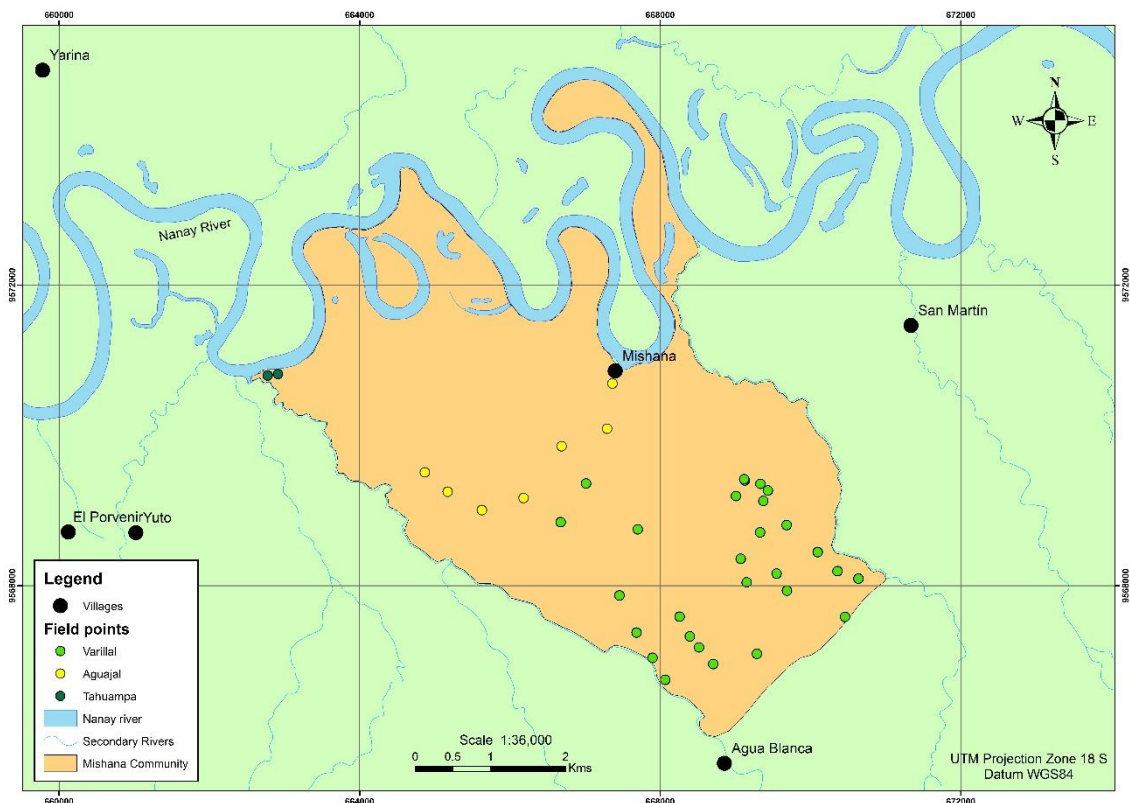 660000 664000 668000 672000
Yarina
N
W E
S
Nanay River
9572000 9572000
San Martín
Mishana
El Porvenir Yuto
9568000 9568000
Legend
Villages
Field points
Varillal
Aguajal
Tahuampa
Nanay river
Secondary Rivers
Mishana Community
Scale 1:36,000
0 0.5 1 2
Kms
Agua Blanca
UTM Projection Zone 18 S
Datum WGS84
660000 664000 668000 672000